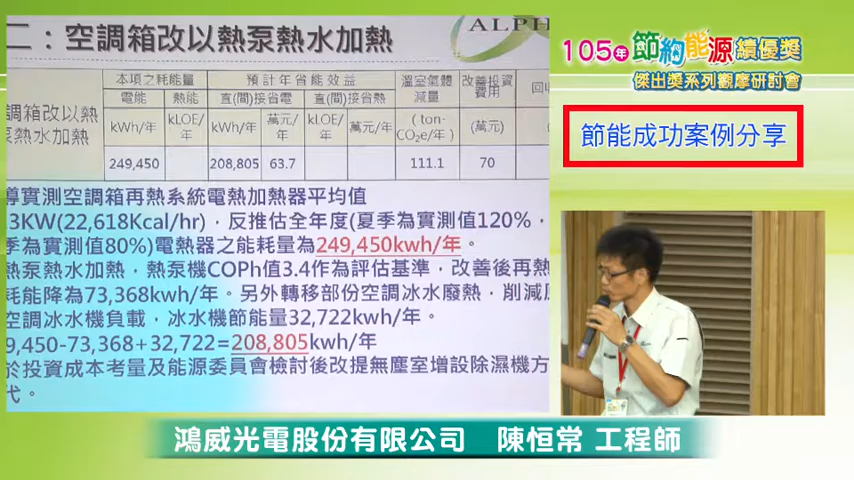 二：空調箱改以熱泵熱水加熱
ALPH
105年 節約能源績優獎
傑出獎系列觀摩研討會
節能成功案例分享
本項之耗能量 預計年省能效益 溫室氣體減量 改善投資費用 回
電能 熱能 直(間)接省電 直(間)接省熱
調箱改以熱泵熱水加熱 kWh/年 kLOE/年 kWh/年 萬元/年 kLOE/年 萬元/年 (ton-CO2e/年) (萬元)
249,450 208,805 63.7 111.1 70
導實測空調箱再熱系統電熱加熱器平均值
3KW(22,618Kcal/hr)，反推估全年度(夏季為實測值120%，
季為實測值80%)電熱器之能耗量為249,450kwh/年。
熱泵熱水加熱，熱泵機COPh值3.4作為評估基準，改善後再熱
耗能降為73,368kwh/年。另外轉移部份空調冰水廢熱，削減
空調冰水機負載，冰水機節能量32,722kwh/年。
9,450-73,368+32,722=208,805kwh/年
於投資成本考量及能源委員會檢討後改提無塵室增設除濕機方
代。
鴻威光電股份有限公司 陳恒常 工程師